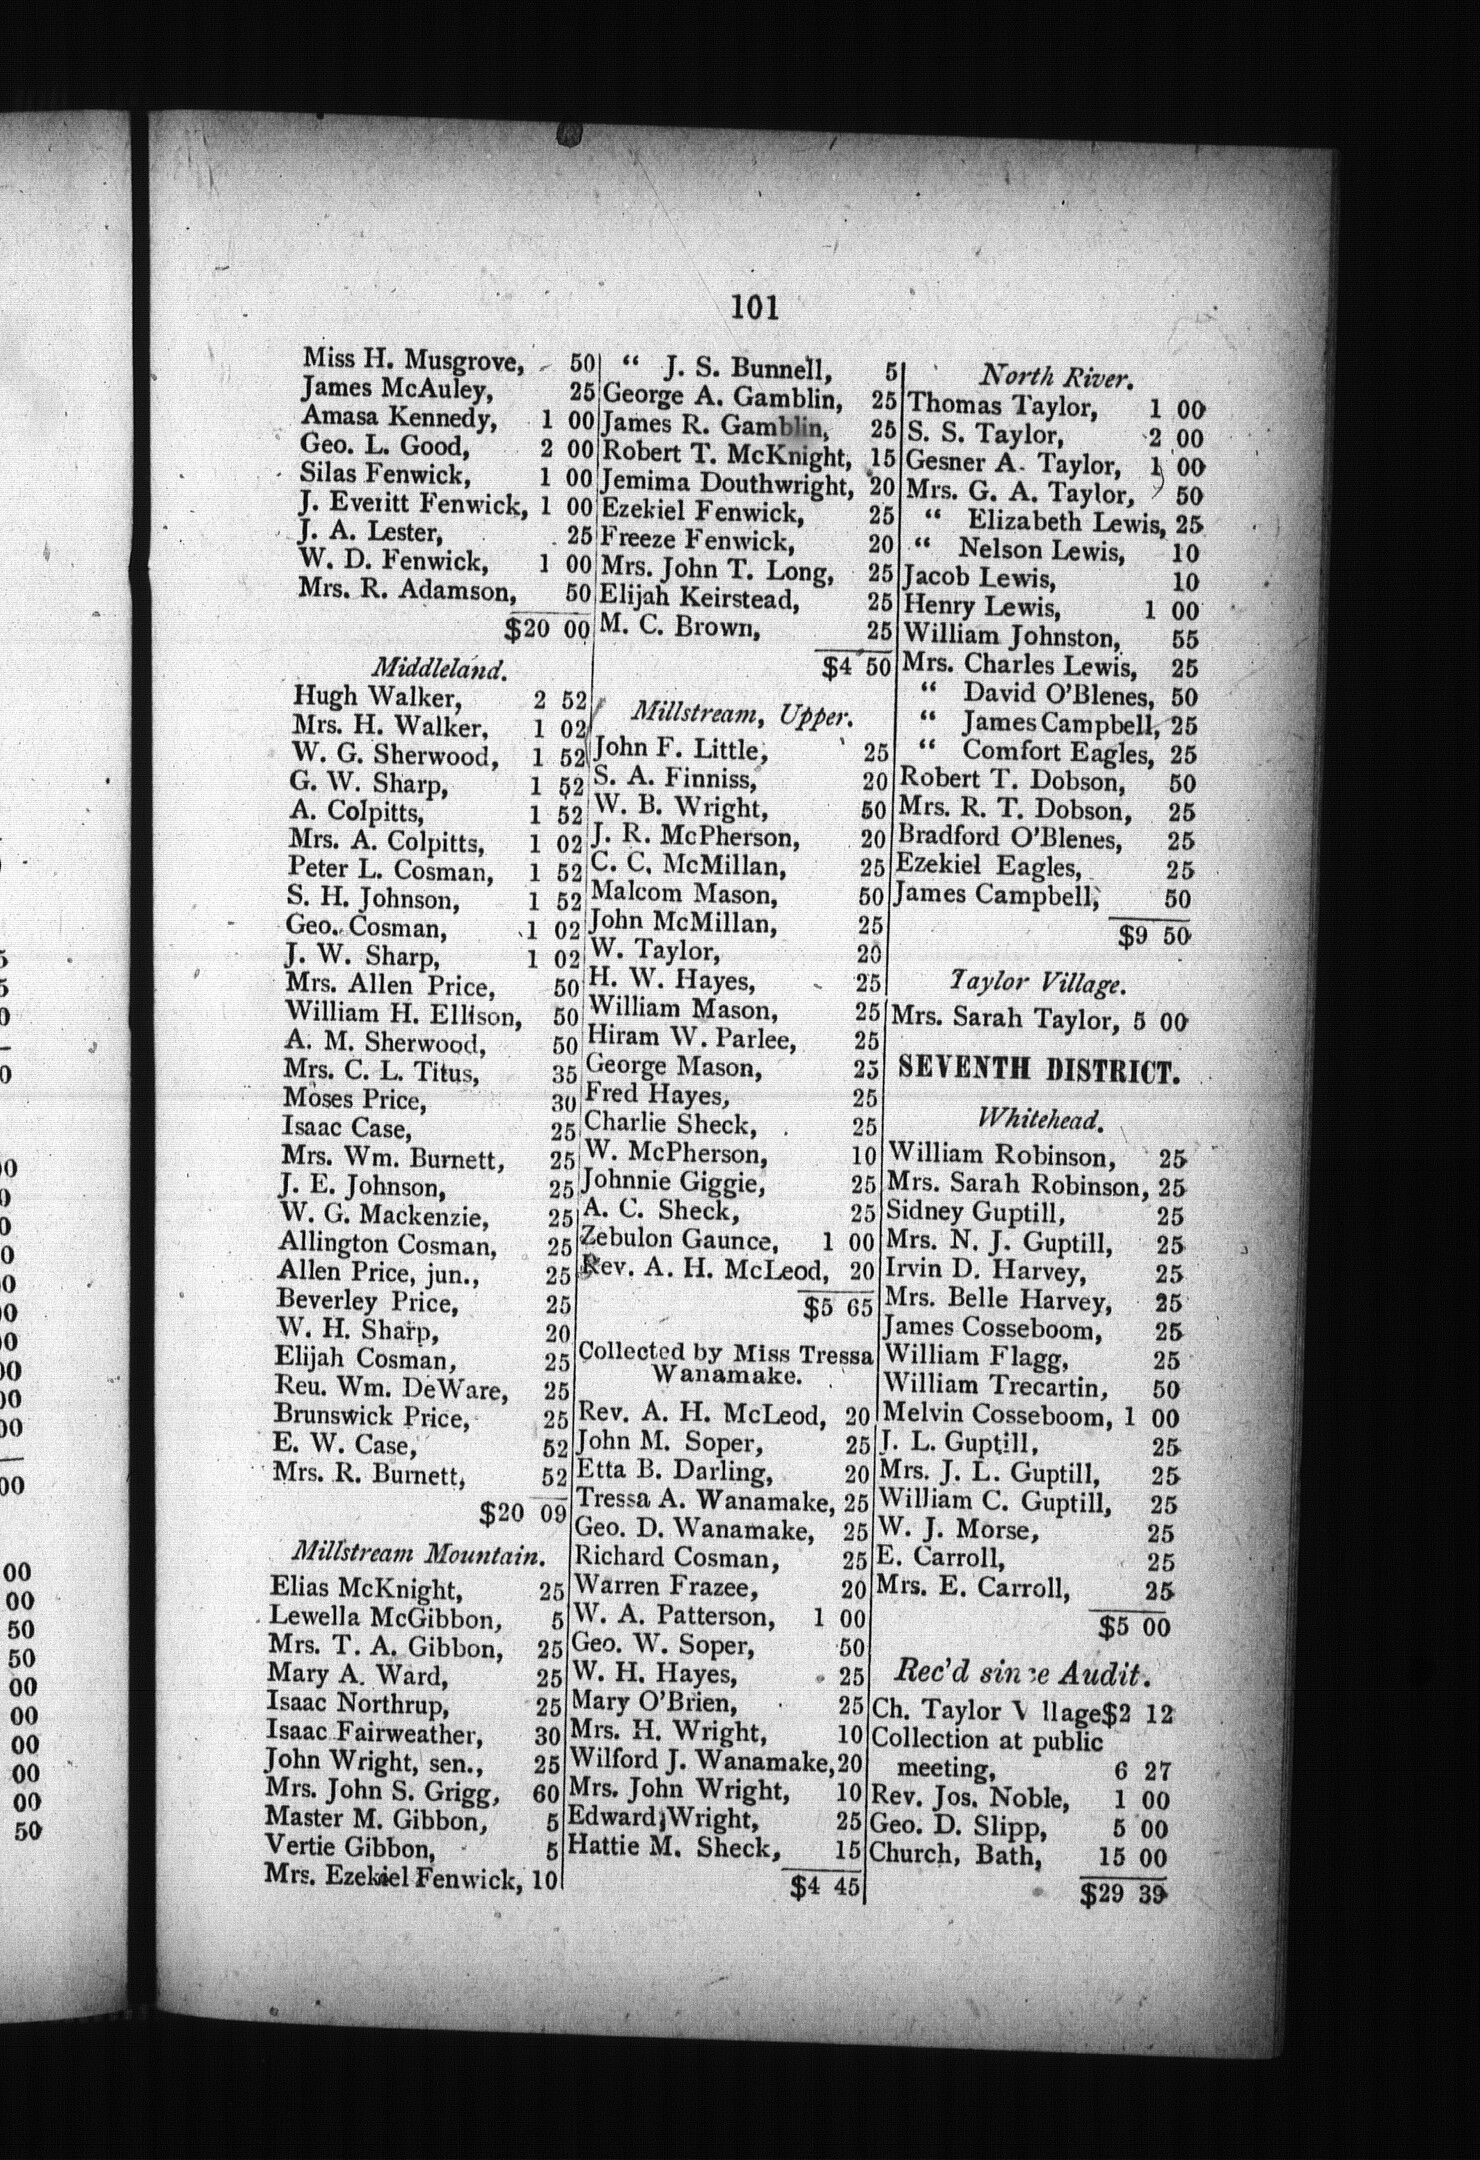 101
Miss H. Musgrove, 50
James McAuley, 25
Amasa Kennedy, 1 00
Geo. L. Good, 2 00
Silas Fenwick, 1 00
J. Everitt Fenwick, 1 00
J. A. Lester, 25
W. D. Fenwick, 1 00
Mrs. R. Adamson, 50
$20 00
Middleland.
Hugh Walker, 2 52
Mrs. H. Walker, 1 02
W. G. Sherwood, 1 52
G. W. Sharp, 1 52
A. Colpitts, 1 52
Mrs. A. Colpitts, 1 02
Peter L. Cosman, 1 52
S. H. Johnson, 1 52
Geo. Cosman, 1 02
J. W. Sharp, 1 02
Mrs. Allen Price, 50
William H. Ellison, 50
A. M. Sherwood, 50
Mrs. C. L. Titus, 35
Moses Price, 30
Isaac Case, 25
Mrs. Wm. Burnett, 25
J. E. Johnson, 25
W. G. Mackenzie, 25
Allington Cosman, 25
Allen Price, jun., 25
Beverley Price, 25
W. H. Sharp, 20
Elijah Cosman, 25
Reu. Wm. DeWare, 25
Brunswick Price, 25
E. W. Case, 52
Mrs. R. Burnett, 52
$20 09
Millstream Mountain.
Elias McKnight, 25
Lewella McGibbon, 5
Mrs. T. A. Gibbon, 25
Mary A. Ward, 25
Isaac Northrup, 25
Isaac Fairweather, 30
John Wright, sen., 25
Mrs. John S. Grigg, 60
Master M. Gibbon, 5
Vertie Gibbon, 5
Mrs. Ezekiel Fenwick, 10
" J. S. Bunnell, 5
George A. Gamblin, 25
James R. Gamblin, 25
Robert T. McKnight, 15
Jemima Douthwright, 20
Ezekiel Fenwick, 25
Freeze Fenwick, 20
Mrs. John T. Long, 25
Elijah Keirstead, 25
M. C. Brown, 25
$4 50
Millstream, Upper.
John F. Little, 25
S. A. Finniss, 20
W. B. Wright, 50
J. R. McPherson, 20
C. C. McMillan, 25
Malcom Mason, 50
John McMillan, 25
W. Taylor, 20
H. W. Hayes, 25
William Mason, 25
Hiram W. Parlee, 25
George Mason, 25
Fred Hayes, 25
Charlie Sheck, 25
W. McPherson, 10
Johnnie Giggie, 25
A. C. Sheck, 25
Zebulon Gaunce, 1 00
Rev. A. H. McLeod, 20
$5 65
Collected by Miss Tressa
Wanamake.
Rev. A. H. McLeod, 20
John M. Soper, 25
Etta B. Darling, 20
Tressa A. Wanamake, 25
Geo. D. Wanamake, 25
Richard Cosman, 25
Warren Frazee, 20
W. A. Patterson, 1 00
Geo. W. Soper, 50
W. H. Hayes, 25
Mary O'Brien, 25
Mrs. H. Wright, 10
Wilford J. Wanamake, 20
Mrs. John Wright, 10
Edward Wright, 25
Hattie M. Sheck, 15
$4 45
North River.
Thomas Taylor, 1 00
S. S. Taylor, 2 00
Gesner A. Taylor, 1 00
Mrs. G. A. Taylor, 50
" Elizabeth Lewis, 25
" Nelson Lewis, 10
Jacob Lewis, 10
Henry Lewis, 1 00
William Johnston, 55
Mrs. Charles Lewis, 25
" David O'Blenes, 50
" James Campbell, 25
" Comfort Eagles, 25
Robert T. Dobson, 50
Mrs. R. T. Dobson, 25
Bradford O'Blenes, 25
Ezekiel Eagles, 25
James Campbell, 50
$9 50
Taylor Village.
Mrs. Sarah Taylor, 5 00
SEVENTH DISTRICT.
Whitehead.
William Robinson, 25
Mrs. Sarah Robinson, 25
Sidney Guptill, 25
Mrs. N. J. Guptill, 25
Irvin D. Harvey, 25
Mrs. Belle Harvey, 25
James Cosseboom, 25
William Flagg, 25
William Trecartin, 50
Melvin Cosseboom, 1 00
J. L. Guptill, 25
Mrs. J. L. Guptill, 25
William C. Guptill, 25
W. J. Morse, 25
E. Carroll, 25
Mrs. E. Carroll, 25
$5 00
Rec'd since Audit.
Ch. Taylor V llage $2 12
Collection at public
meeting, 6 27
Rev. Jos. Noble, 1 00
Geo. D. Slipp, 5 00
Church, Bath, 15 00
$29 39